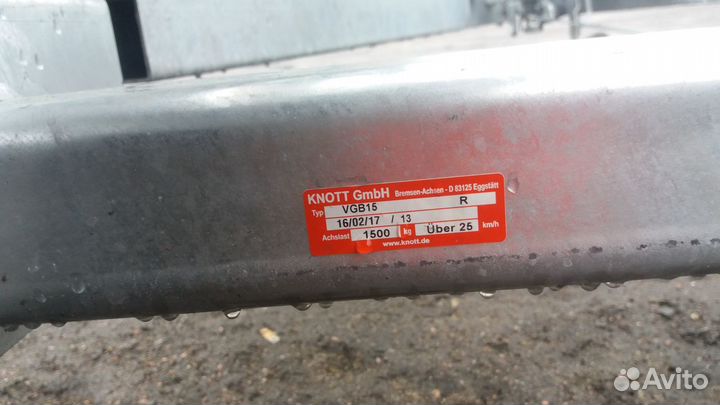 KNOTT GmbH Bremsen-Achsen - D 83125 Eggstätt
Typ VGB15 R
16/02/17 / 13
Achslast 1500 kg Über 25 km/h
www.knott.de
Avito